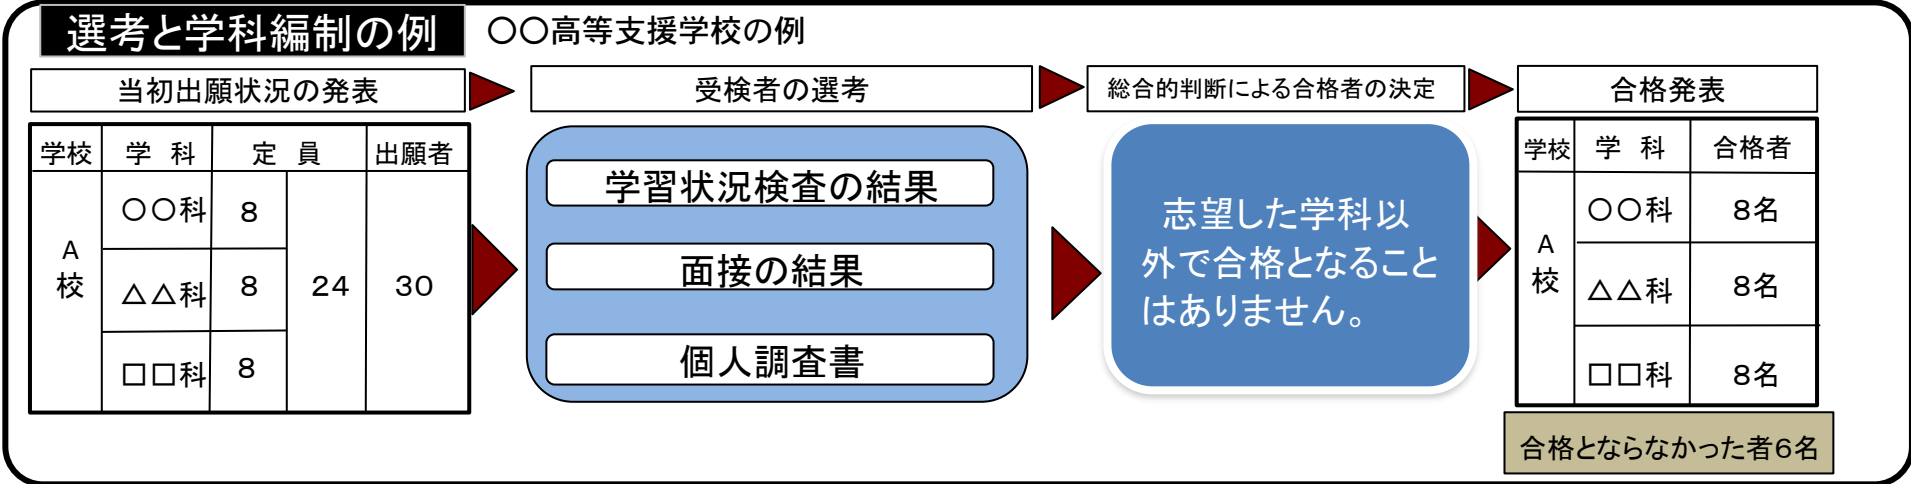 選考と学科編制の例
〇〇高等支援学校の例
当初出願状況の発表
受検者の選考
総合的判断による合格者の決定
合格発表
学校 学 科 定 員 出願者
A校
〇〇科 8
△△科 8
□□科 8
24
30
学習状況検査の結果
面接の結果
個人調査書
志望した学科以
外で合格となること
はありません。
学校 学 科 合格者
A校
〇〇科 8名
△△科 8名
□□科 8名
合格とならなかった者6名